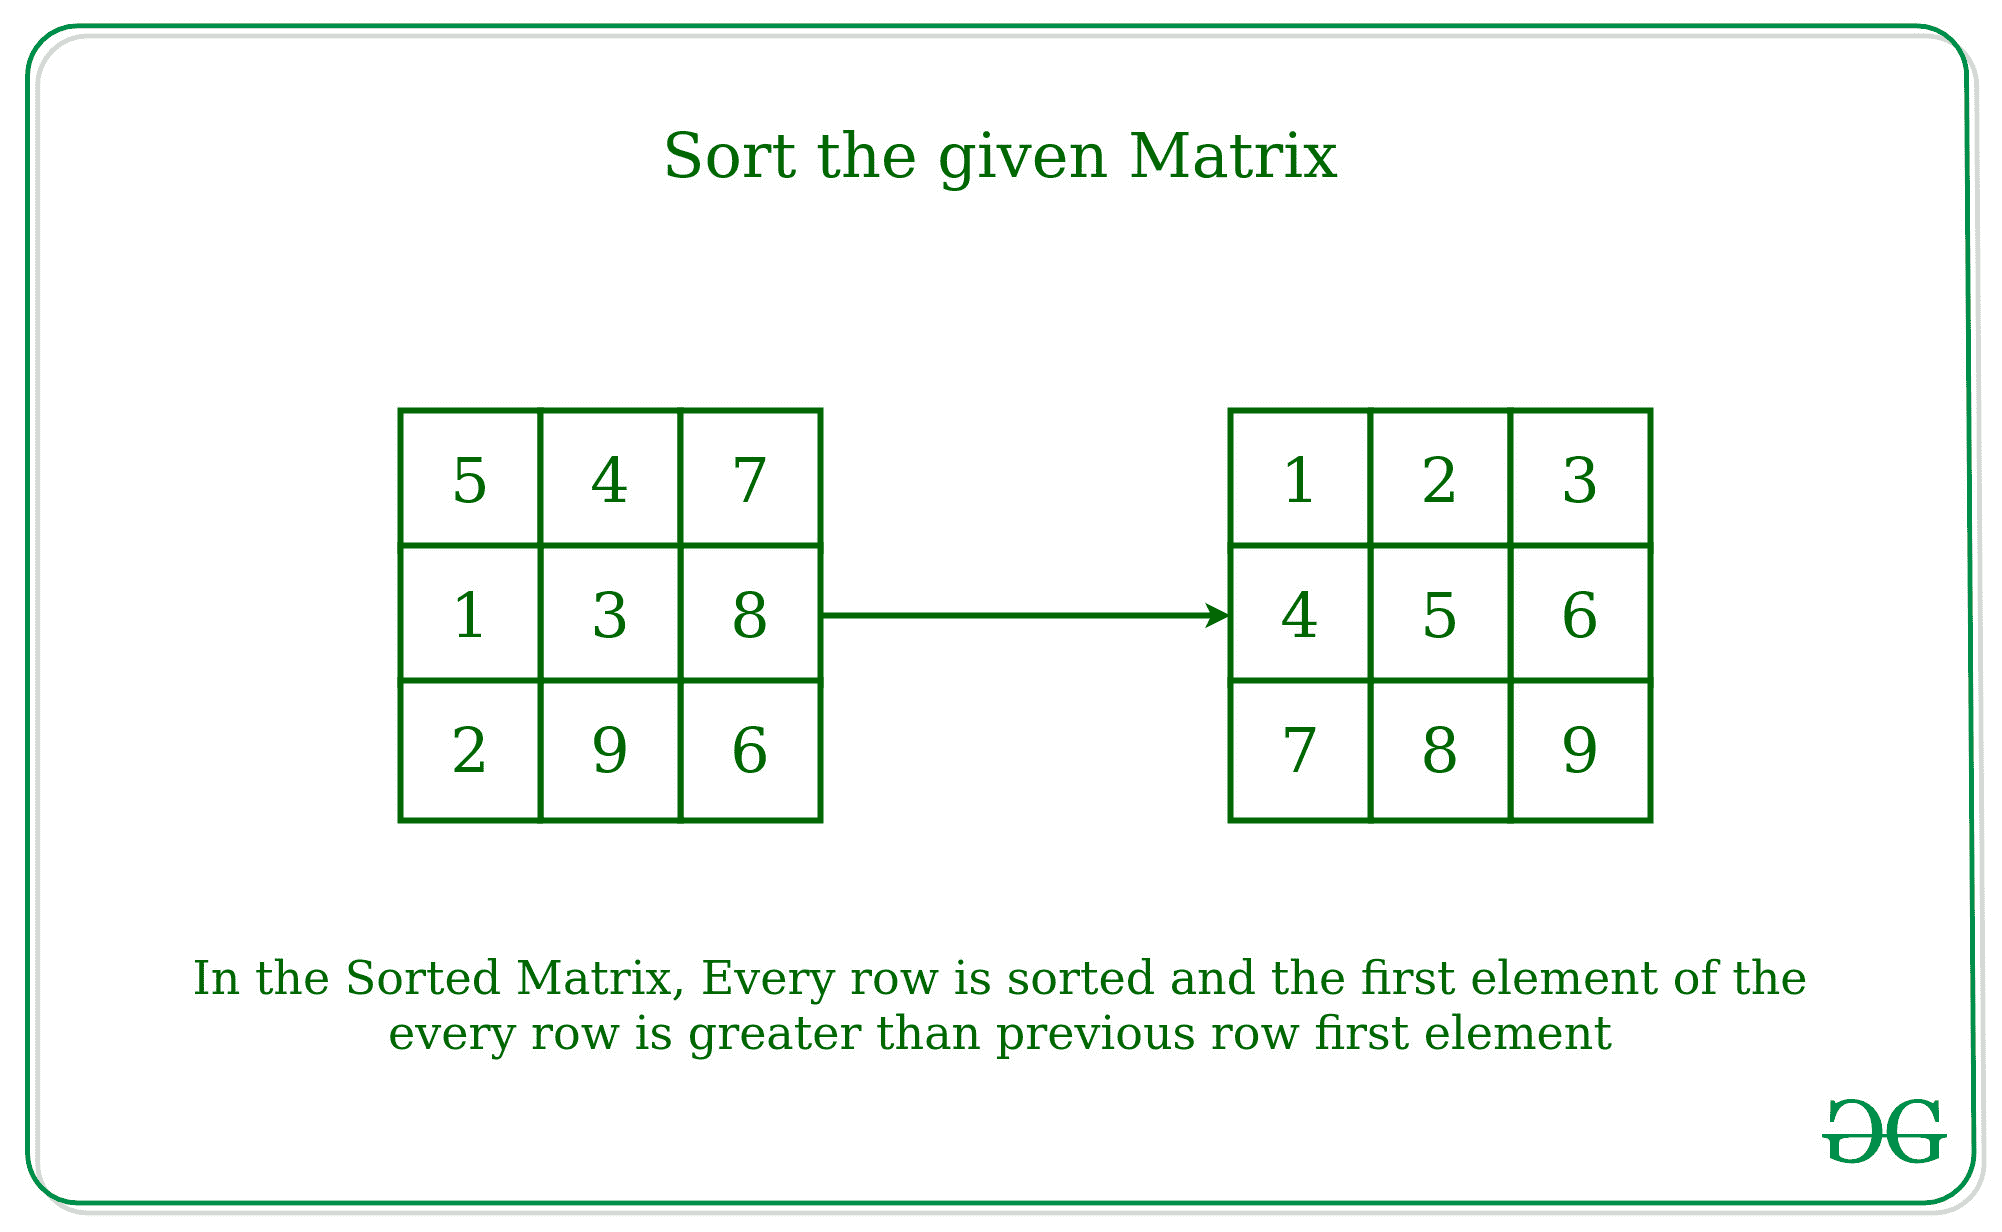 Sort the given Matrix
5 4 7 1 2 3
1 3 8 4 5 6
2 9 6 7 8 9
In the Sorted Matrix, Every row is sorted and the first element of the
every row is greater than previous row first element
GG